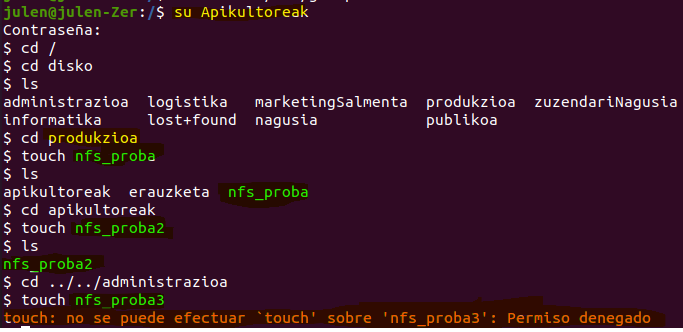 julen@julen-Zer:/$ su Apikultoreak
Contraseña:
$ cd /
$ cd disko
$ ls
administrazioa logistika marketingSalmenta produkzioa zuzendariNagusia
informatika lost+found nagusia publikoa
$ cd produkzioa
$ touch nfs_proba
$ ls
apikultoreak erauzketa nfs_proba
$ cd apikultoreak
$ touch nfs_proba2
$ ls
nfs_proba2
$ cd ../../administrazioa
$ touch nfs_proba3
touch: no se puede efectuar `touch' sobre 'nfs_proba3': Permiso denegado